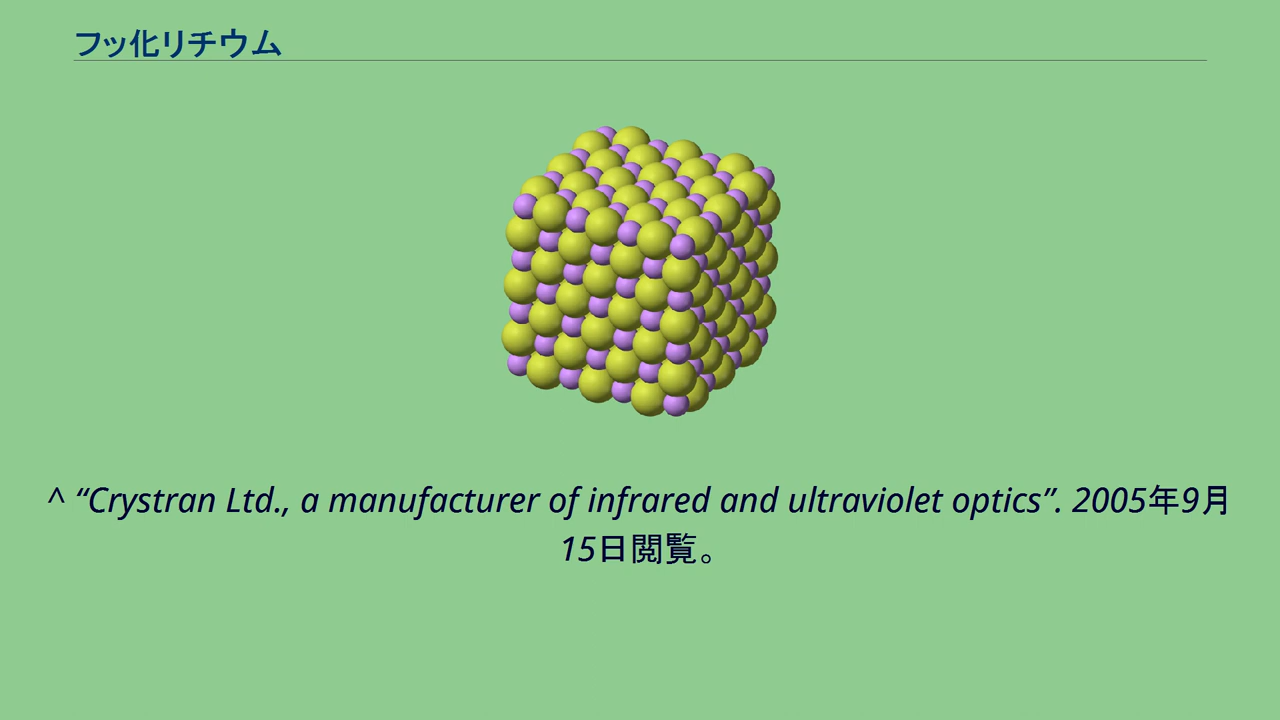 フッ化リチウム
^ “Crystran Ltd., a manufacturer of infrared and ultraviolet optics”. 2005年9月
15日閲覧。